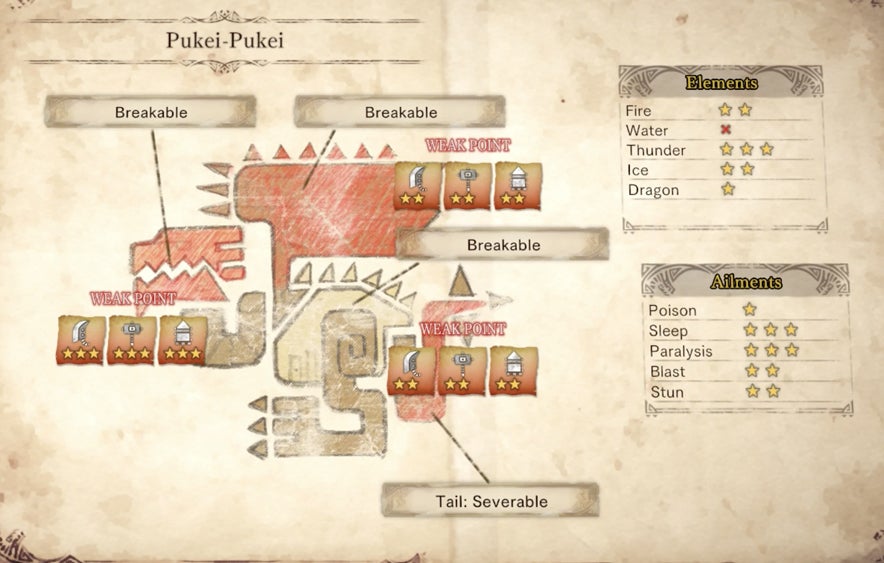 Pukei-Pukei
Breakable
Breakable
WEAK POINT
Breakable
WEAK POINT
WEAK POINT
Tail: Severable
Elements
Fire
Water
Thunder
Ice
Dragon
Ailments
Poison
Sleep
Paralysis
Blast
Stun